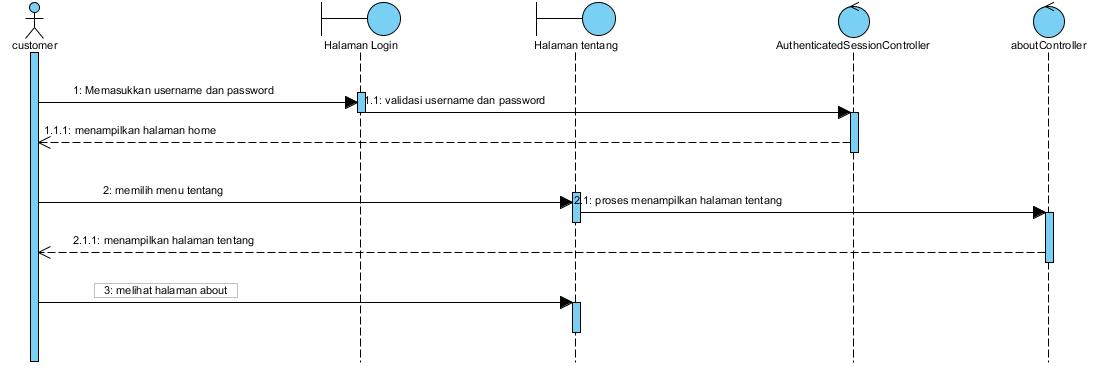 customer
Halaman Login
Halaman tentang
AuthenticatedSessionController
aboutController
1: Memasukkan username dan password
1.1: validasi username dan password
1.1.1: menampilkan halaman home
2: memilih menu tentang
2.1: proses menampilkan halaman tentang
2.1.1: menampilkan halaman tentang
3: melihat halaman about